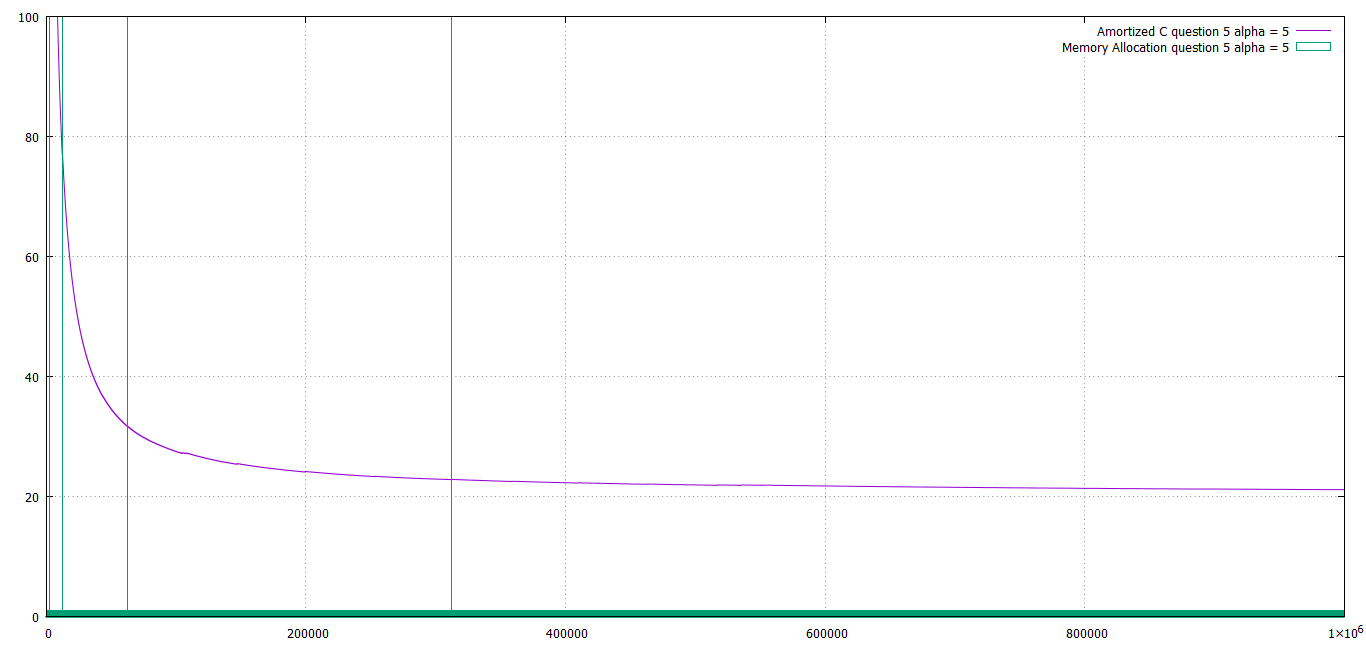 100
80
60
40
20
0
Amortized C question 5 alpha = 5
Memory Allocation question 5 alpha = 5
0 200000 400000 600000 800000 1×10⁶